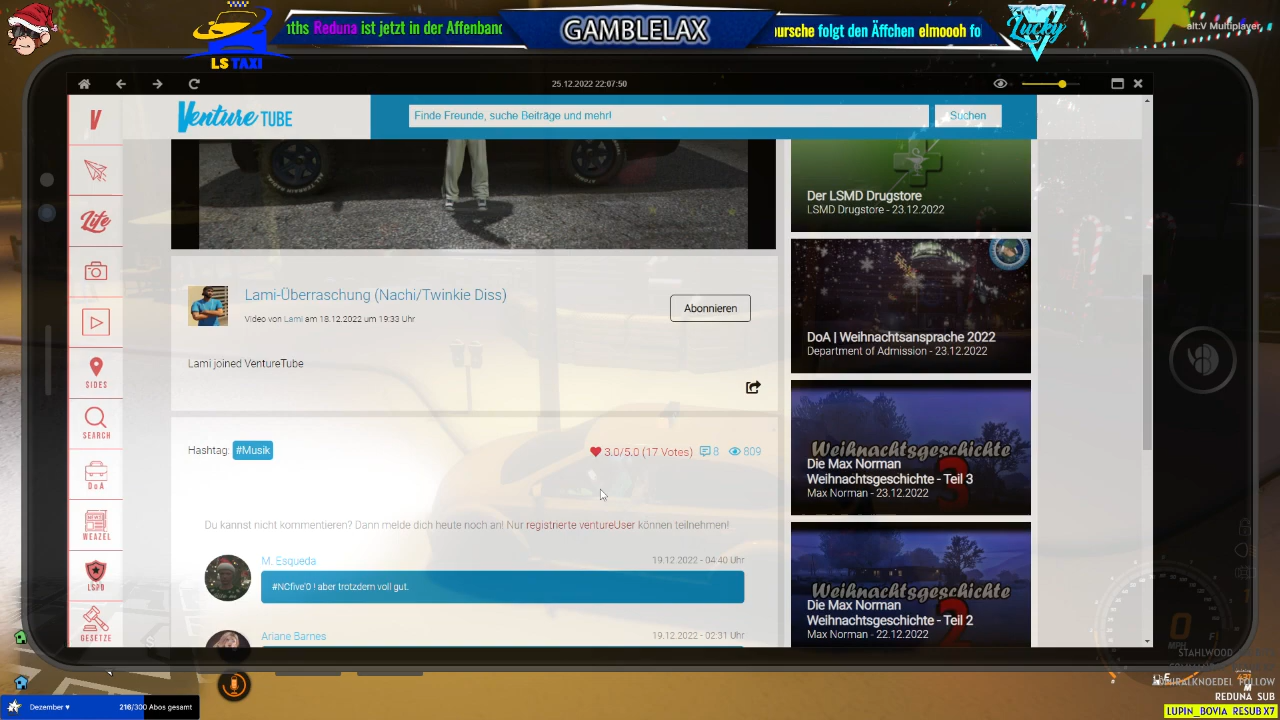 nths Reduna ist jetzt in der Affenband
GAMBLELAX
ursche folgt den Äffchen elmoooh fo
Lucky
alt:V Multiplayer
LS TAXI
25.12.2022 22:07:50
V
Venture TUBE
Finde Freunde, suche Beiträge und mehr!
Suchen
Life
SIDES
SEARCH
DoA
WEAZEL
LSPD
GESETZE
Lami-Überraschung (Nachi/Twinkie Diss)
Video von Lami am 18.12.2022 um 19:33 Uhr
Abonnieren
Lami joined VentureTube
Hashtag: #Musik
3.0/5.0 (17 Votes) 8 809
Du kannst nicht kommentieren? Dann melde dich heute noch an! Nur registrierte ventureUser können teilnehmen!
M. Esqueda
19.12.2022 - 04:40 Uhr
#NCfive'0 ! aber trotzdem voll gut.
Ariane Barnes
19.12.2022 - 02:31 Uhr
Der LSMD Drugstore
LSMD Drugstore - 23.12.2022
DoA | Weihnachtsansprache 2022
Department of Admission - 23.12.2022
Weihnachtsgeschichte
3
Die Max Norman
Weihnachtsgeschichte - Teil 3
Max Norman - 23.12.2022
Weihnachtsgeschichte
2
Die Max Norman
Weihnachtsgeschichte - Teil 2
Max Norman - 22.12.2022
0
MPH
F
STAHLWOOD
FOLLOW
REDUNA SUB
LUPIN_BOVIA RESUB X7
Dezember ♥
216/300 Abos gesamt